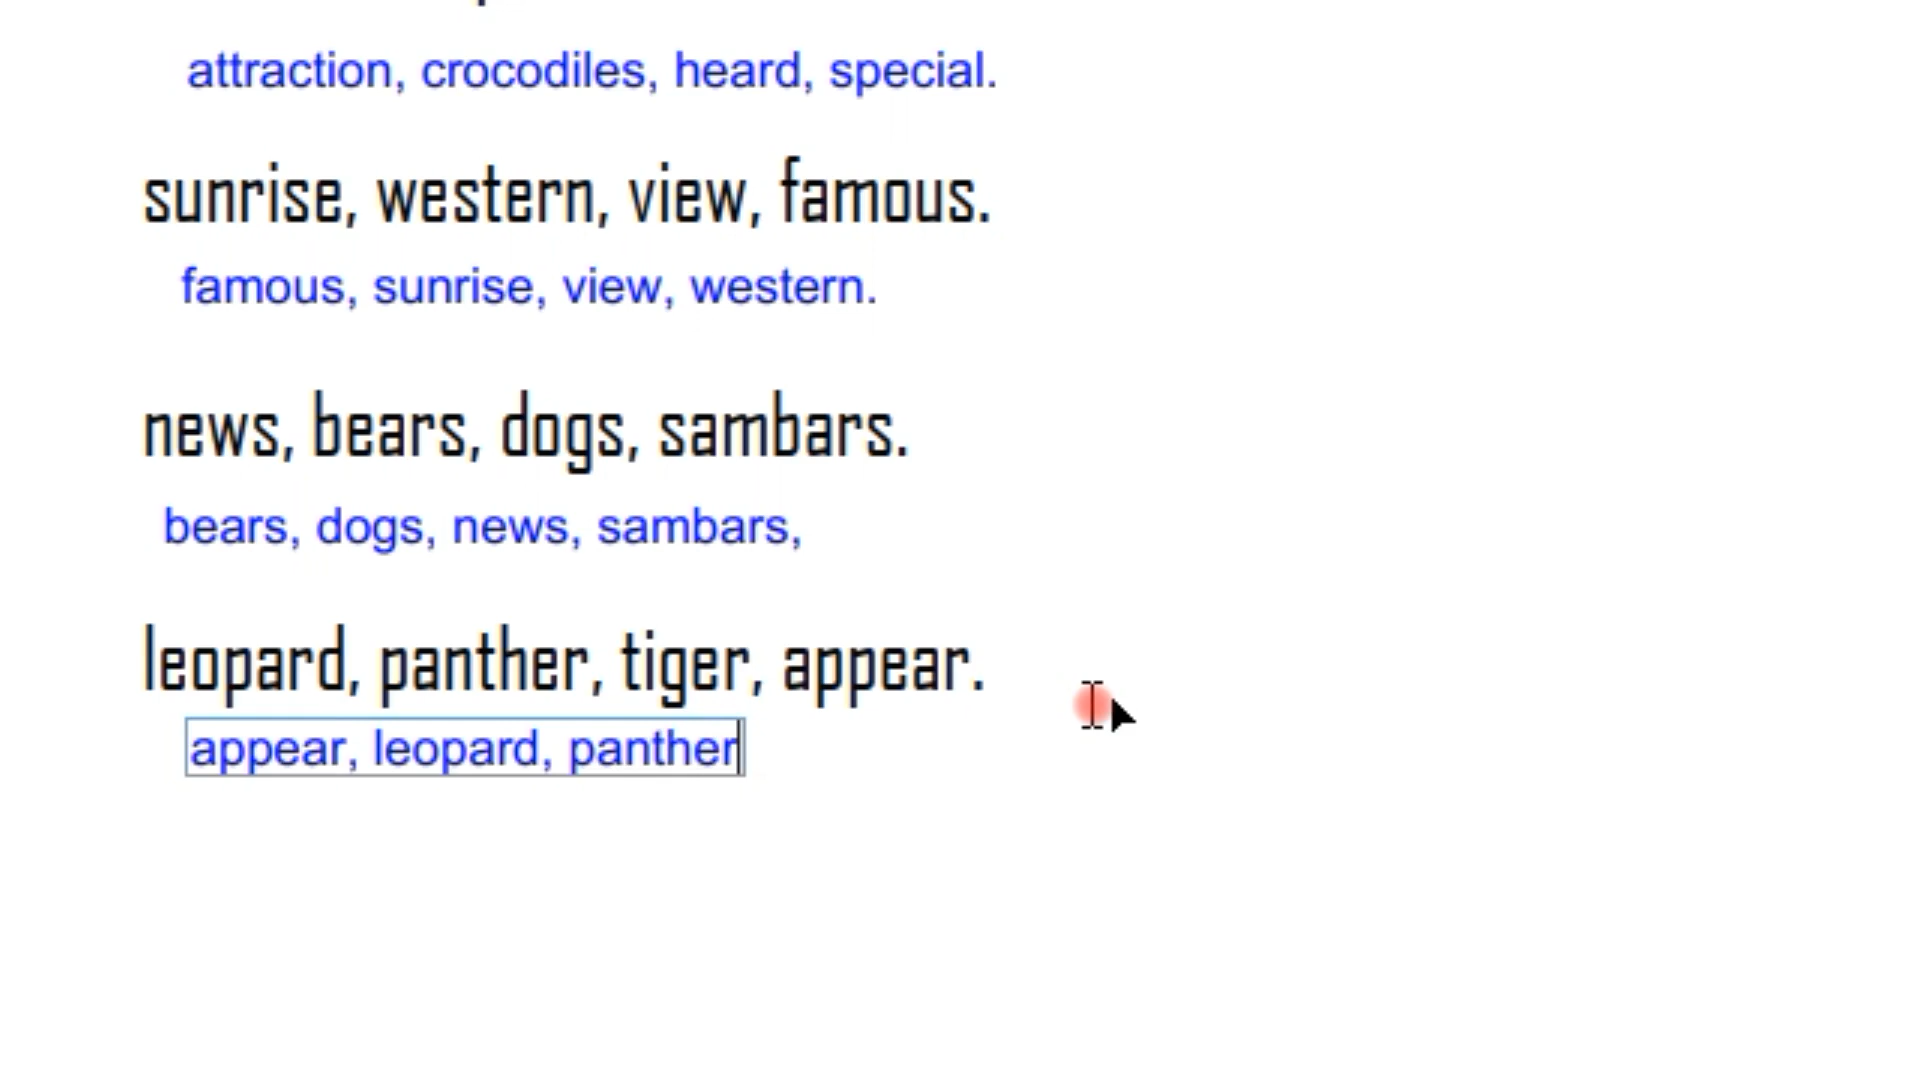 attraction, crocodiles, heard, special.
sunrise, western, view, famous.
famous, sunrise, view, western.
news, bears, dogs, sambars.
bears, dogs, news, sambars,
leopard, panther, tiger, appear.
appear, leopard, panther